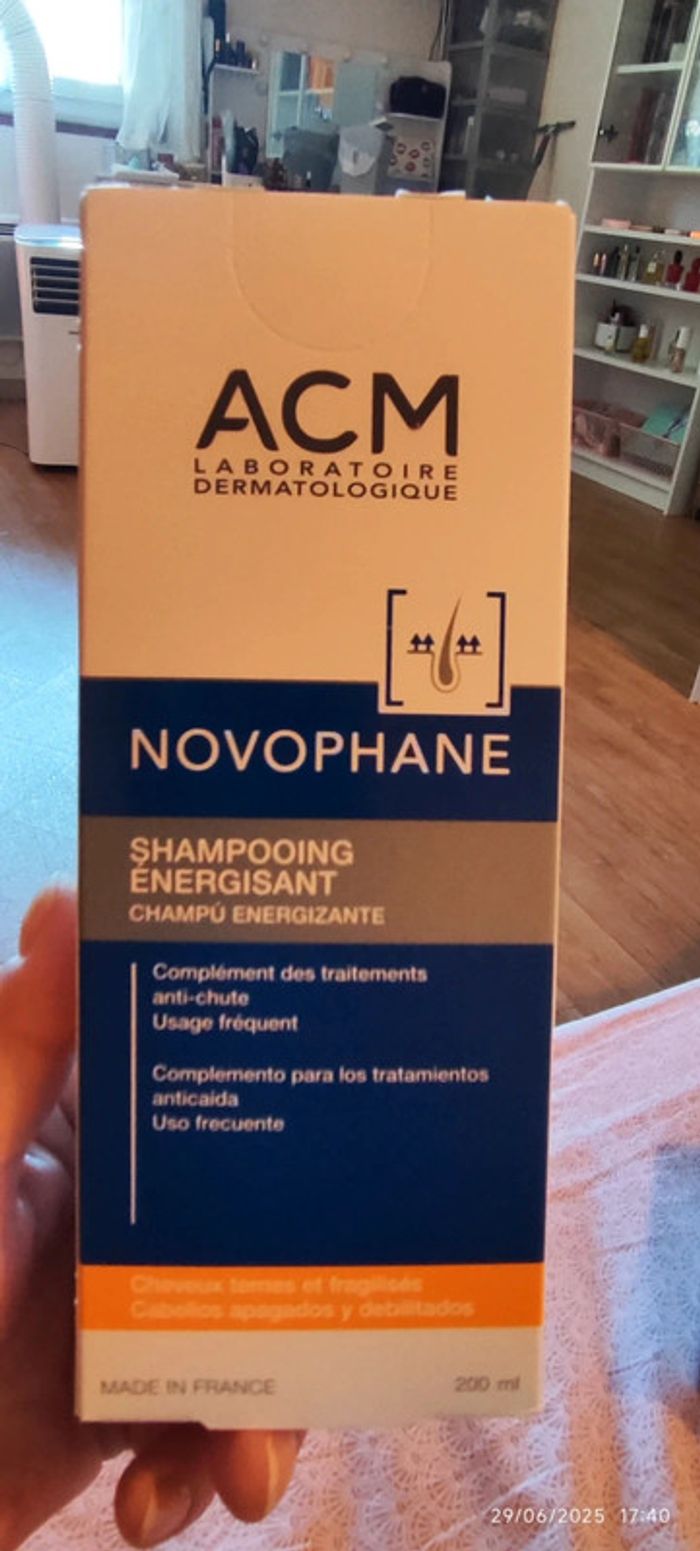 ACM
LABORATOIRE
DERMATOLOGIQUE
NOVOPHANE
SHAMPOOING
ÉNERGISANT
CHAMPÚ ENERGIZANTE
Complément des traitements
anti-chute
Usage fréquent
Complemento para los tratamientos
anticaida
Uso frecuente
Cheveux ternes et fragilisés
Cabellos apagados y debilitados
MADE IN FRANCE
200 ml
29/06/2025 17:40